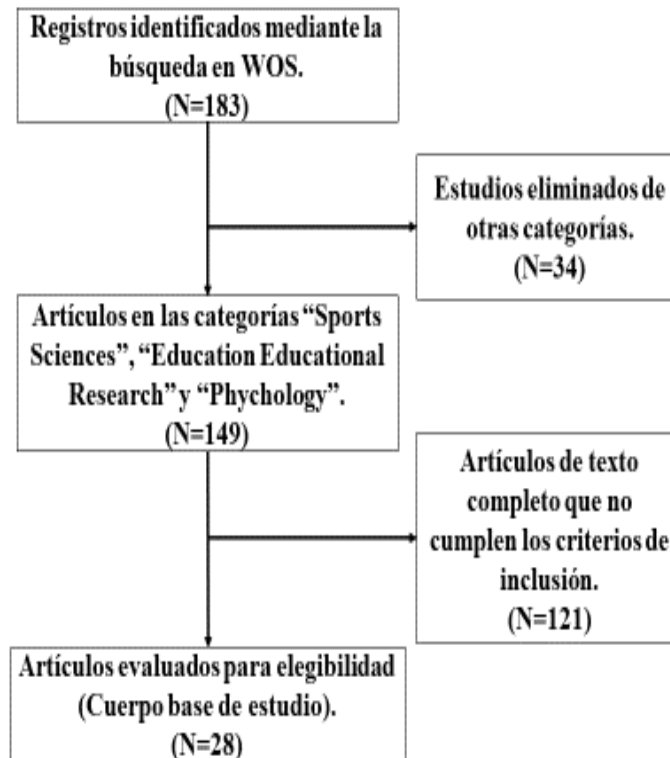 Registros identificados mediante la
búsqueda en WOS.
(N=183)
Estudios eliminados de
otras categorías.
(N=34)
Artículos en las categorías “Sports
Sciences”, “Education Educational
Research” y “Phychology”.
(N=149)
Artículos de texto
completo que no
cumplen los criterios de
inclusión.
(N=121)
Artículos evaluados para elegibilidad
(Cuerpo base de estudio).
(N=28)